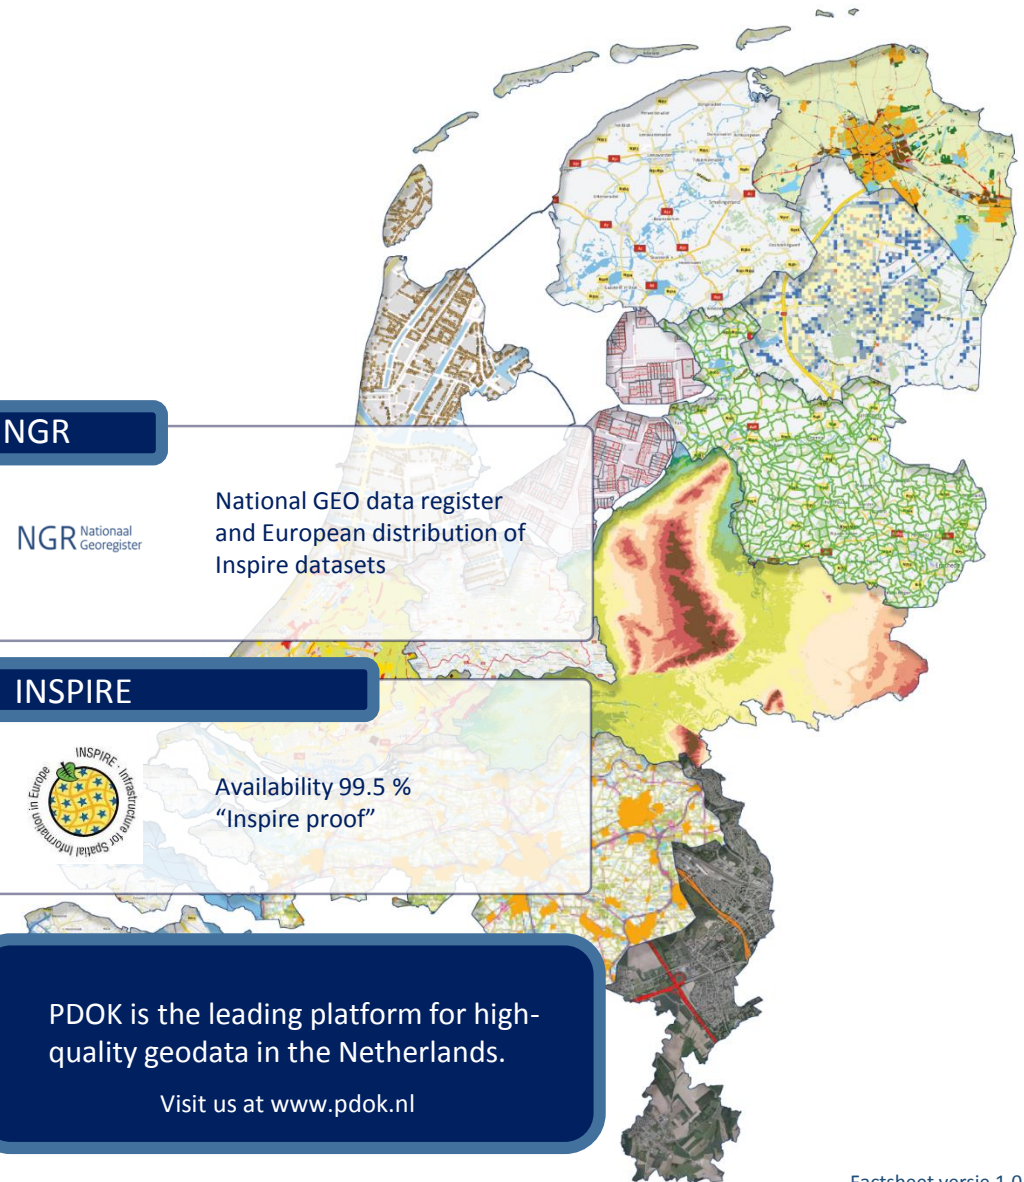 NGR
NGR Nationaal
Georegister
National GEO data register
and European distribution of
Inspire datasets
INSPIRE
INSPIRE · Infrastructure for Spatial Information in Europe
Availability 99.5 %
“Inspire proof”
PDOK is the leading platform for high-
quality geodata in the Netherlands.
Visit us at www.pdok.nl
Factsheet versie 1.0